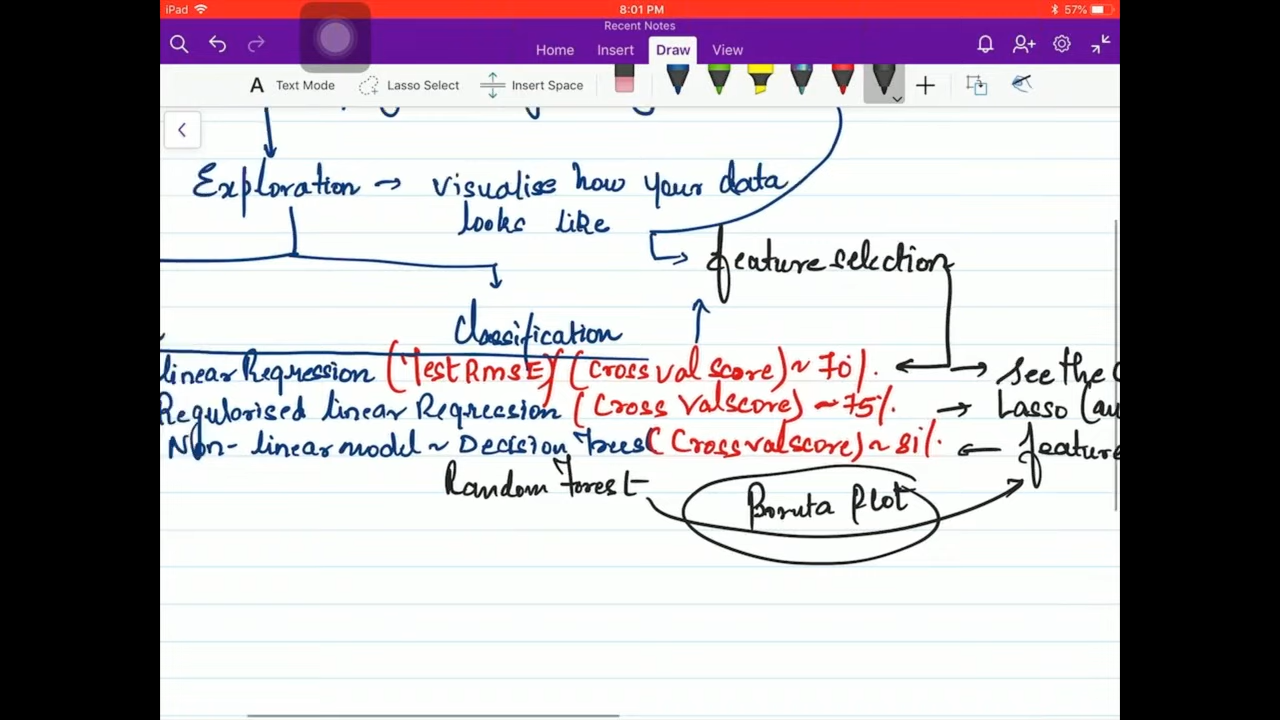 iPad
8:01 PM
57%
Recent Notes
Home Insert Draw View
A Text Mode Lasso Select Insert Space
Exploration → visualise how your data
looks like
feature selection
Classification
linear Regression (Test RmsE) (Cross val score) ~ 70%. ← → See the
Regularised linear Regression (Cross Valscore) ~ 75%. → Lasso (au
Non-linear model ~ Decision Trees (Crossvalscore) ~ 81%. ← feature
Random Forest
Boruta Plot